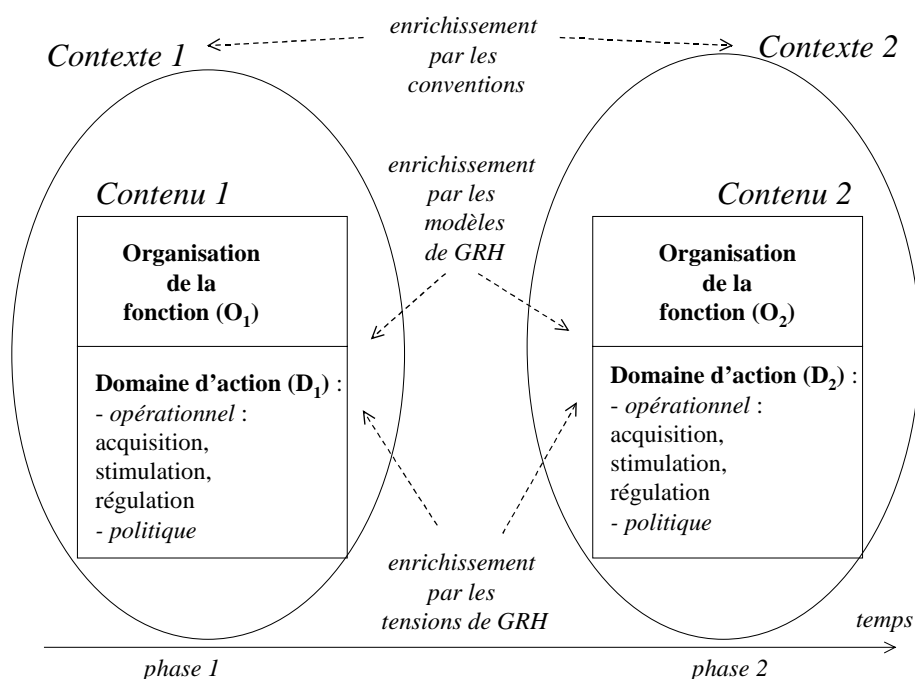 enrichissement
par les
conventions
Contexte 1
Contexte 2
enrichissement
par les
modèles
de GRH
Contenu 1
Organisation
de la
fonction (O₁)
Domaine d'action (D₁) :
- opérationnel :
acquisition,
stimulation,
régulation
- politique
Contenu 2
Organisation
de la
fonction (O₂)
Domaine d'action (D₂) :
- opérationnel :
acquisition,
stimulation,
régulation
- politique
enrichissement
par les
tensions de GRH
temps
phase 1
phase 2